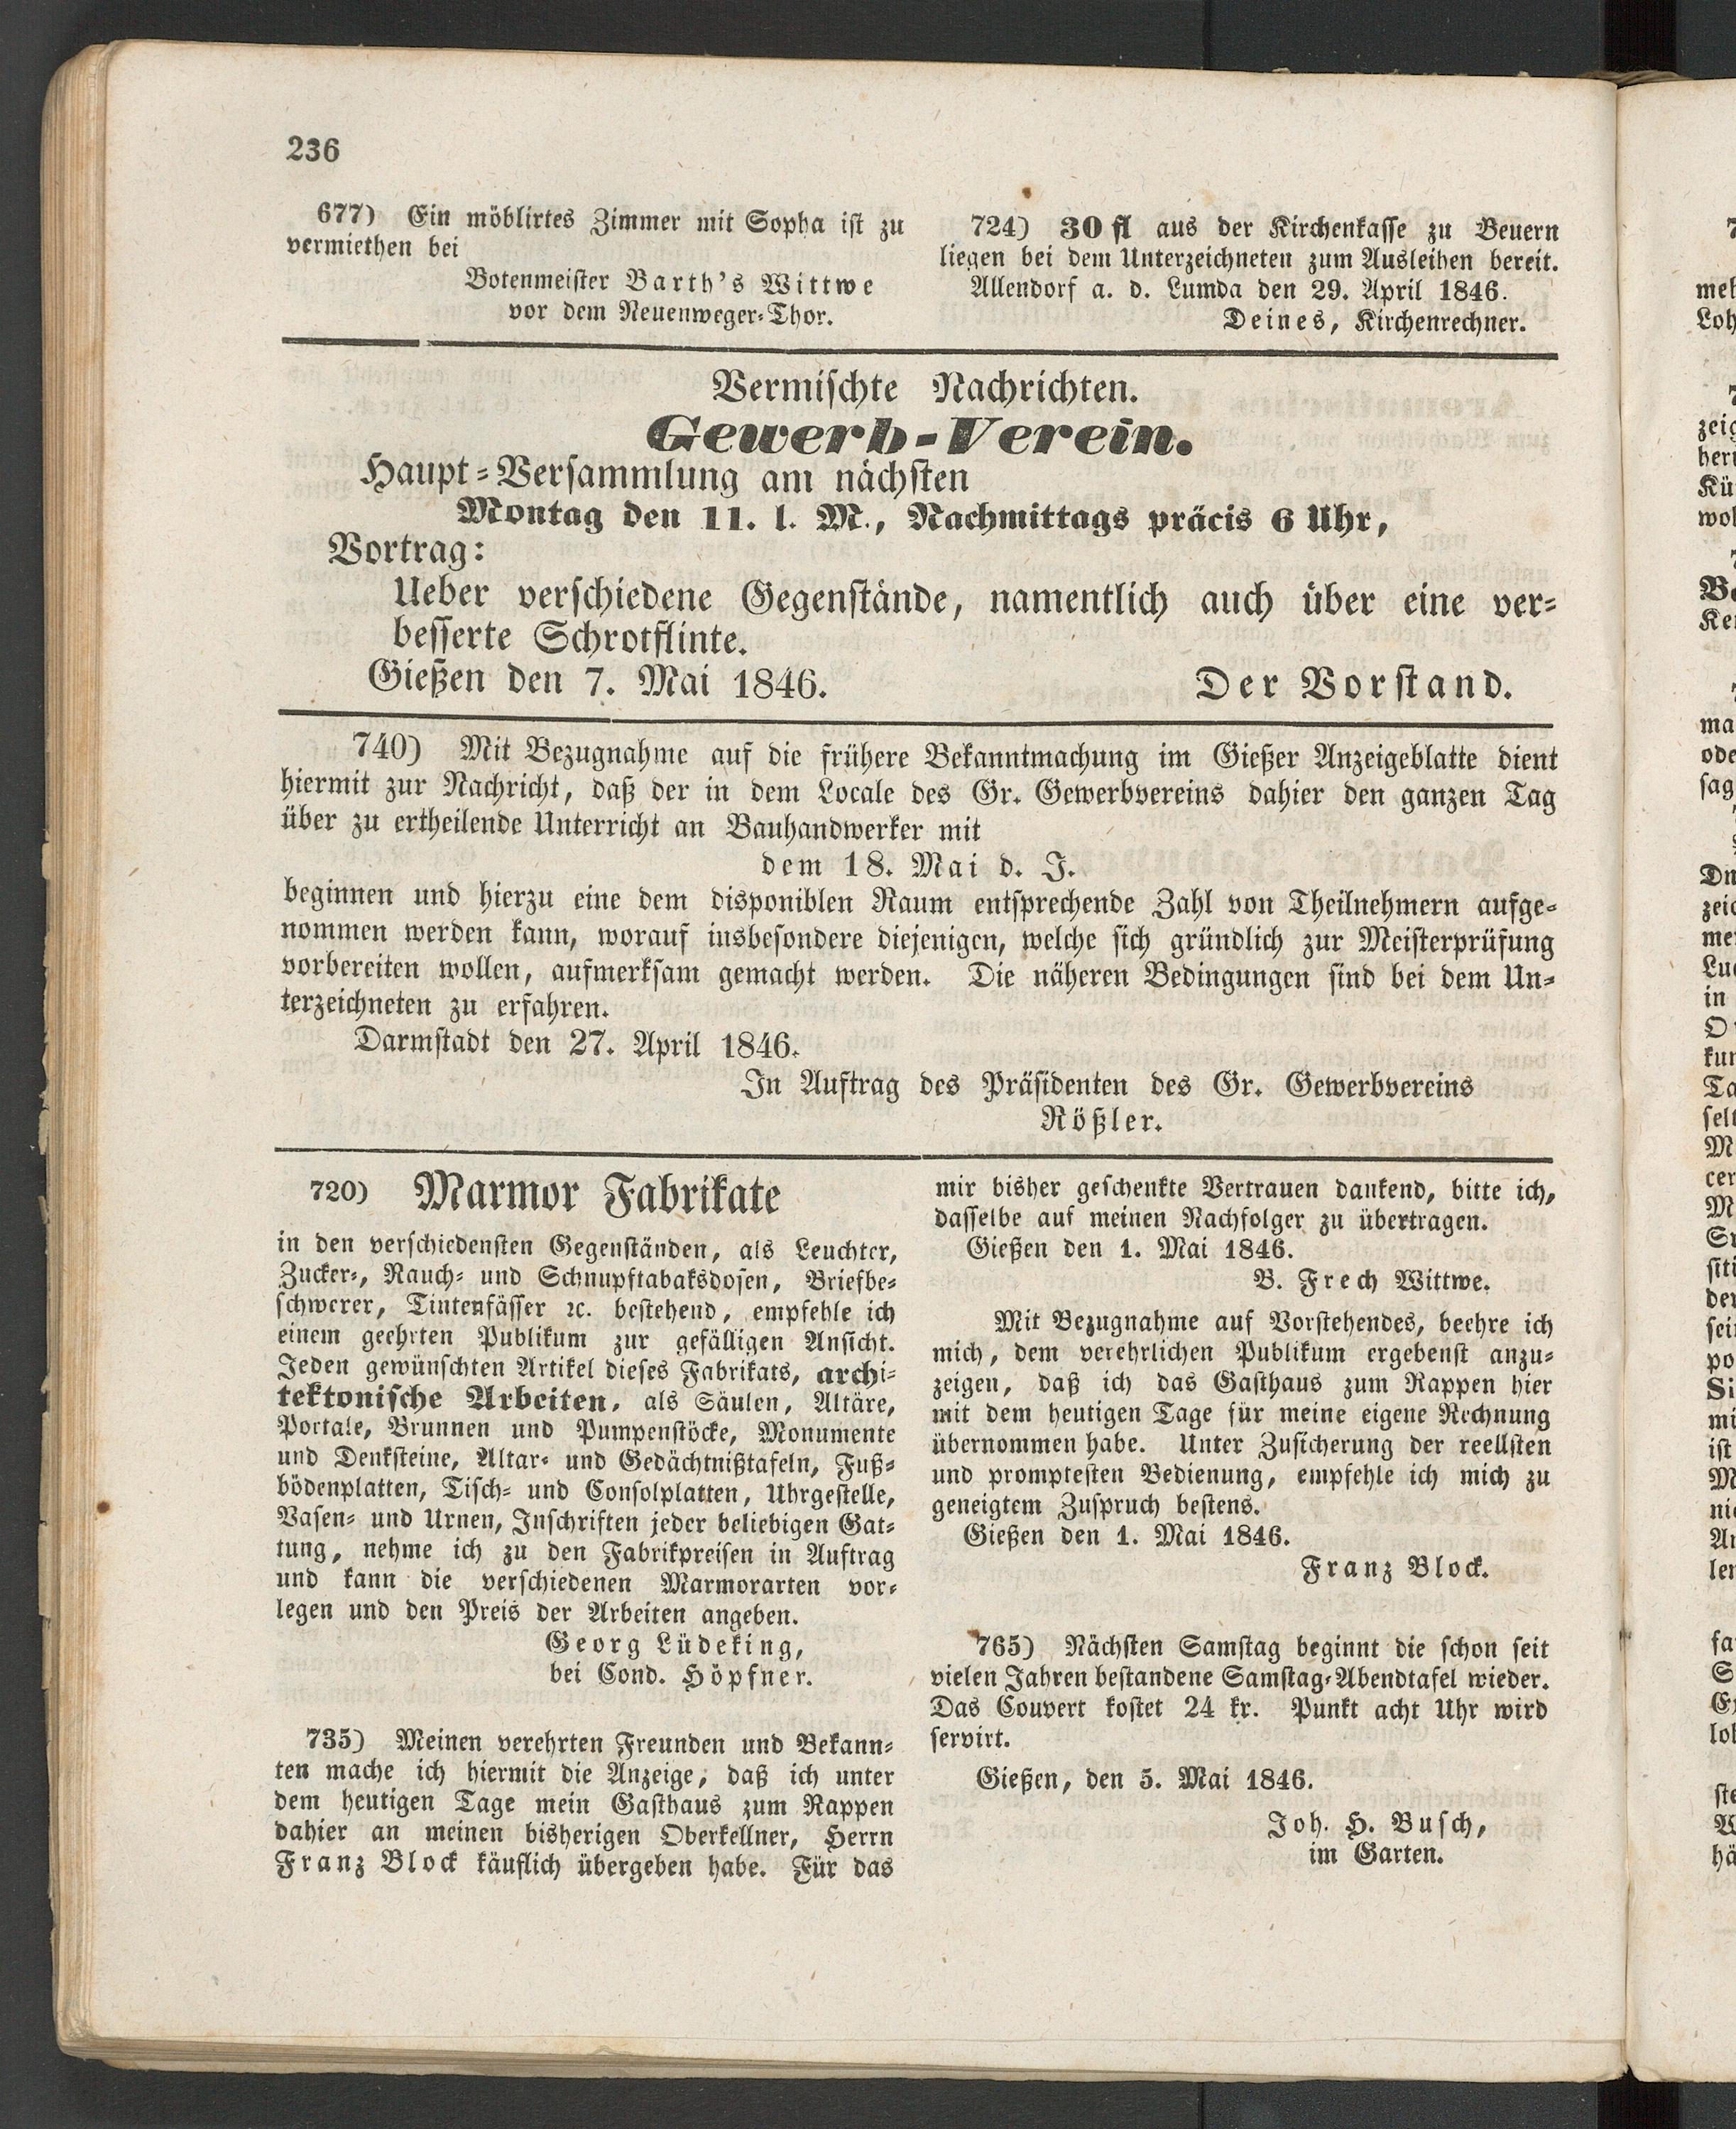 236
677) Ein möblirtes Zimmer mit Sopha ist zu
vermiethen bei
Botenmeister Barth's Wittwe
vor dem Neuenweger-Thor.
724) 30 fl aus der Kirchenkasse zu Beuern
liegen bei dem Unterzeichneten zum Ausleihen bereit.
Allendorf a. d. Lumda den 29. April 1846.
Deines, Kirchenrechner.
Vermischte Nachrichten.
Gewerb-Verein.
Haupt-Versammlung am nächsten
Montag den 11. l. M., Nachmittags präcis 6 Uhr,
Vortrag:
Ueber verschiedene Gegenstände, namentlich auch über eine ver-
besserte Schrotflinte.
Gießen den 7. Mai 1846.
Der Vorstand.
740) Mit Bezugnahme auf die frühere Bekanntmachung im Gießer Anzeigeblatte dient
hiermit zur Nachricht, daß der in dem Locale des Gr. Gewerbvereins dahier den ganzen Tag
über zu ertheilende Unterricht an Bauhandwerker mit
dem 18. Mai d. J.
beginnen und hierzu eine dem disponiblen Raum entsprechende Zahl von Theilnehmern aufge-
nommen werden kann, worauf insbesondere diejenigen, welche sich gründlich zur Meisterprüfung
vorbereiten wollen, aufmerksam gemacht werden. Die näheren Bedingungen sind bei dem Un-
terzeichneten zu erfahren.
Darmstadt den 27. April 1846.
In Auftrag des Präsidenten des Gr. Gewerbvereins
Rößler.
720) Marmor Fabrikate
in den verschiedensten Gegenständen, als Leuchter,
Zucker-, Rauch- und Schnupftabaksdosen, Briefbe-
schwerer, Tintenfässer ꝛc. bestehend, empfehle ich
einem geehrten Publikum zur gefälligen Ansicht.
Jeden gewünschten Artikel dieses Fabrikats, archi-
tektonische Arbeiten, als Säulen, Altäre,
Portale, Brunnen und Pumpenstöcke, Monumente
und Denksteine, Altar- und Gedächtnißtafeln, Fuß-
bödenplatten, Tisch- und Consolplatten, Uhrgestelle,
Vasen- und Urnen, Inschriften jeder beliebigen Gat-
tung, nehme ich zu den Fabrikpreisen in Auftrag
und kann die verschiedenen Marmorarten vor-
legen und den Preis der Arbeiten angeben.
Georg Lüdeking,
bei Cond. Höpfner.
735) Meinen verehrten Freunden und Bekann-
ten mache ich hiermit die Anzeige, daß ich unter
dem heutigen Tage mein Gasthaus zum Rappen
dahier an meinen bisherigen Oberkellner, Herrn
Franz Block käuflich übergeben habe. Für das
mir bisher geschenkte Vertrauen dankend, bitte ich,
dasselbe auf meinen Nachfolger zu übertragen.
Gießen den 1. Mai 1846.
B. Frech Wittwe.
Mit Bezugnahme auf Vorstehendes, beehre ich
mich, dem verehrlichen Publikum ergebenst anzu-
zeigen, daß ich das Gasthaus zum Rappen hier
mit dem heutigen Tage für meine eigene Rechnung
übernommen habe. Unter Zusicherung der reellsten
und promptesten Bedienung, empfehle ich mich zu
geneigtem Zuspruch bestens.
Gießen den 1. Mai 1846.
Franz Block.
765) Nächsten Samstag beginnt die schon seit
vielen Jahren bestandene Samstag-Abendtafel wieder.
Das Couvert kostet 24 kr. Punkt acht Uhr wird
servirt.
Gießen, den 5. Mai 1846.
Joh. H. Busch,
im Garten.